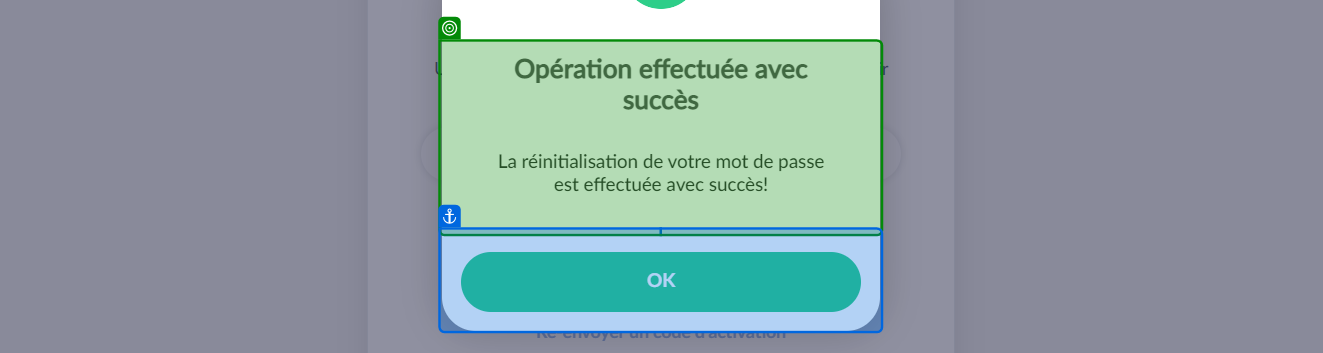 Opération effectuée avec
succès
La réinitialisation de votre mot de passe
est effectuée avec succès!
OK
Re-envoyer un code d'activation